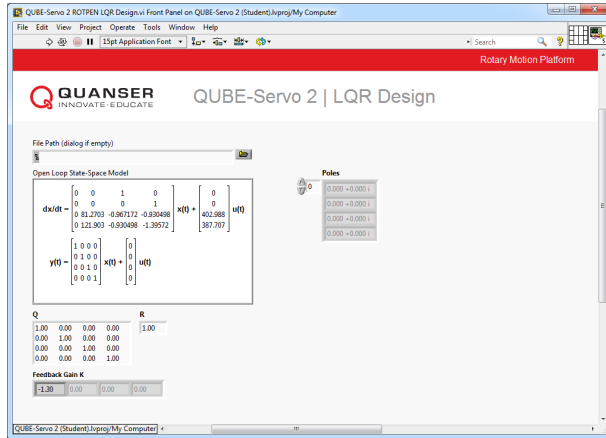 QUBE-Servo 2 ROTPEN LQR Design.vi Front Panel on QUBE-Servo 2 (Student).lvproj/My Computer
File Edit View Project Operate Tools Window Help
15pt Application Font
Search
Rotary Motion Platform
QUANSER
INNOVATE·EDUCATE
QUBE-Servo 2 | LQR Design
File Path (dialog if empty)
Open Loop State-Space Model
Poles
0
0.000 +0.000 i
0.000 +0.000 i
0.000 +0.000 i
0.000 +0.000 i
0 0 1 0 0
0 0 0 1 0
dx/dt = 0 81.2703 -0.967172 -0.930498 x(t) + 402.988 u(t)
0 121.903 -0.930498 -1.39572 387.707
1 0 0 0 0
0 1 0 0 0
y(t) = 0 0 1 0 x(t) + 0 u(t)
0 0 0 1 0
Q R
1.00 0.00 0.00 0.00 1.00
0.00 1.00 0.00 0.00
0.00 0.00 1.00 0.00
0.00 0.00 0.00 1.00
Feedback Gain K
-1.30 0.00 0.00 0.00
QUBE-Servo 2 (Student).lvproj/My Computer